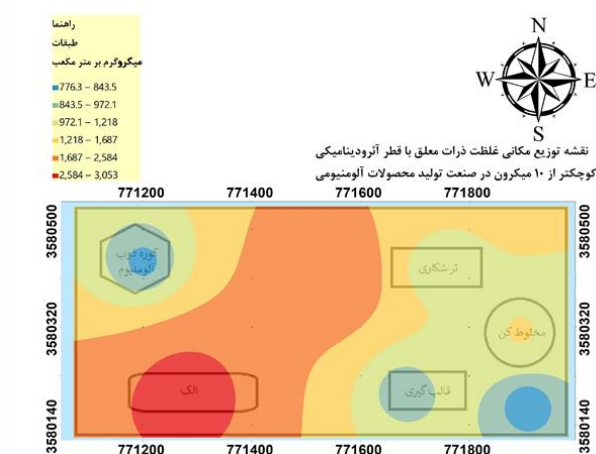 راهنما
طبقات
میکروگرم بر متر مکعب
776.3 – 843.5
843.5 – 972.1
972.1 – 1,218
1,218 – 1,687
1,687 – 2,584
2,584 – 3,053
N
W E
S
نقشه توزیع مکانی غلظت ذرات معلق با قطر آئرودینامیکی
کوچکتر از ۱۰ میکرون در صنعت تولید محصولات آلومنیومی
771200 771400 771600 771800
3580500 3580500
کوره ذوب
آلومنیوم
تراشکاری
3580320 3580320
مخلوط کن
الک
قالب گیری
3580140 3580140
771200 771400 771600 771800